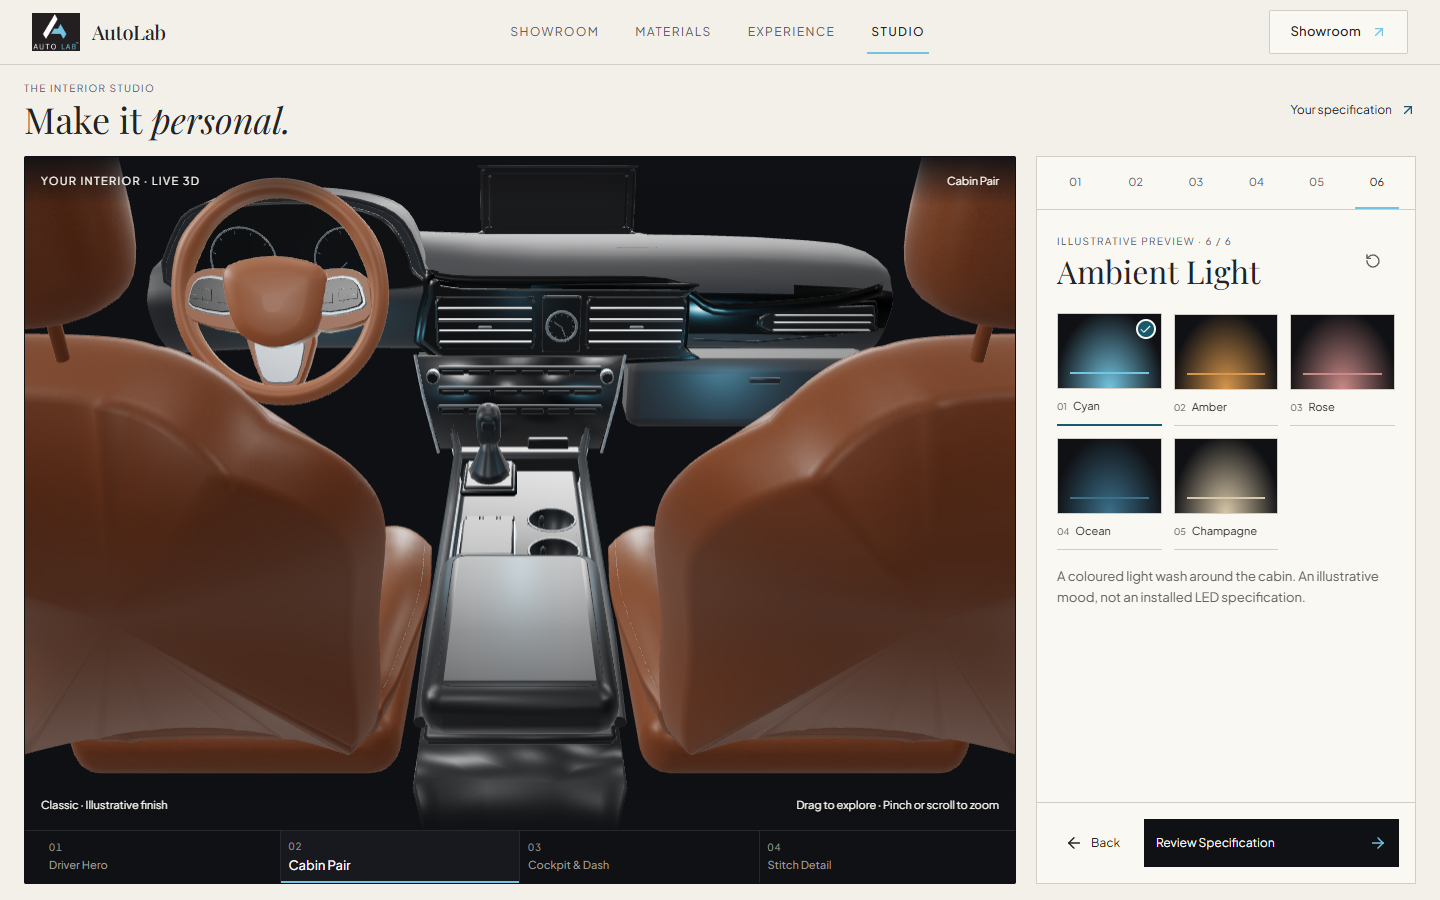 AUTO LAB
AutoLab
SHOWROOM
MATERIALS
EXPERIENCE
STUDIO
Showroom
THE INTERIOR STUDIO
Make it personal.
Your specification
YOUR INTERIOR · LIVE 3D
Cabin Pair
Classic · Illustrative finish
Drag to explore · Pinch or scroll to zoom
01
Driver Hero
02
Cabin Pair
03
Cockpit & Dash
04
Stitch Detail
01
02
03
04
05
06
ILLUSTRATIVE PREVIEW · 6 / 6
Ambient Light
01 Cyan
02 Amber
03 Rose
04 Ocean
05 Champagne
A coloured light wash around the cabin. An illustrative
mood, not an installed LED specification.
Back
Review Specification